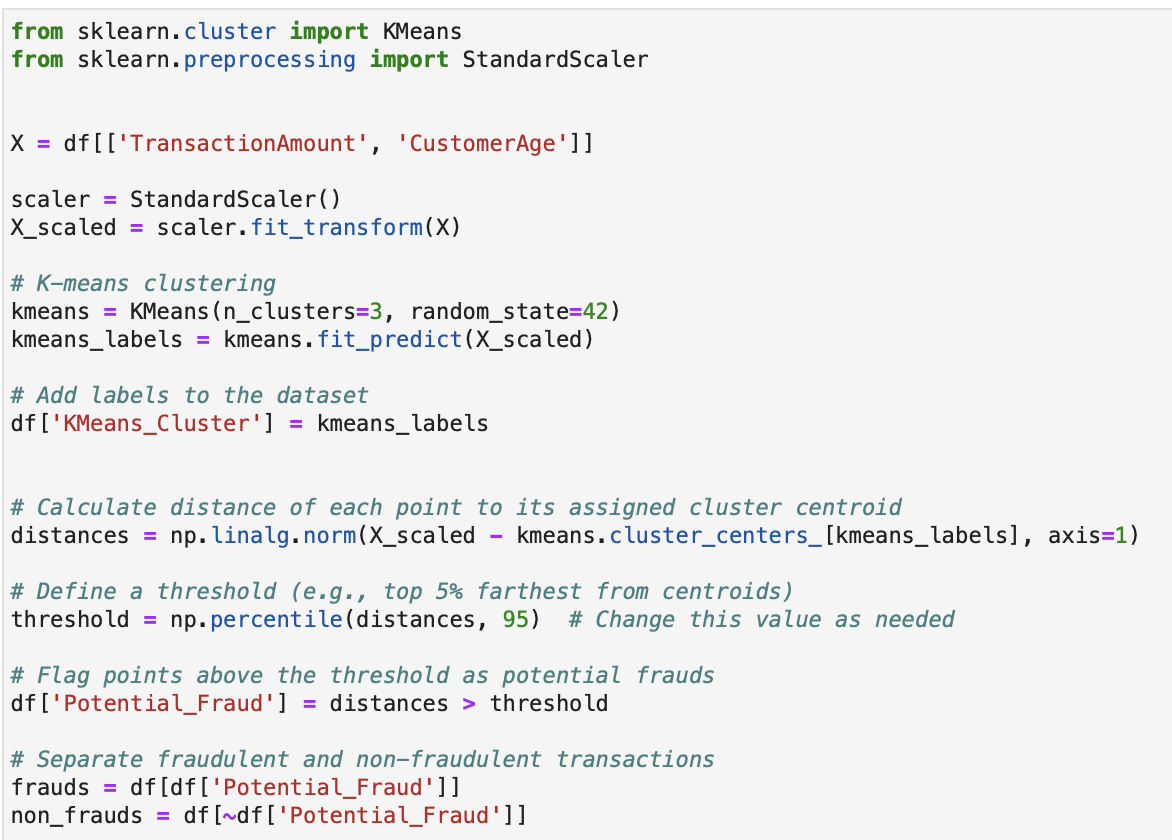 from sklearn.cluster import KMeans
from sklearn.preprocessing import StandardScaler
X = df[['TransactionAmount', 'CustomerAge']]
scaler = StandardScaler()
X_scaled = scaler.fit_transform(X)
# K-means clustering
kmeans = KMeans(n_clusters=3, random_state=42)
kmeans_labels = kmeans.fit_predict(X_scaled)
# Add labels to the dataset
df['KMeans_Cluster'] = kmeans_labels
# Calculate distance of each point to its assigned cluster centroid
distances = np.linalg.norm(X_scaled - kmeans.cluster_centers_[kmeans_labels], axis=1)
# Define a threshold (e.g., top 5% farthest from centroids)
threshold = np.percentile(distances, 95)  # Change this value as needed
# Flag points above the threshold as potential frauds
df['Potential_Fraud'] = distances > threshold
# Separate fraudulent and non-fraudulent transactions
frauds = df[df['Potential_Fraud']]
non_frauds = df[~df['Potential_Fraud']]